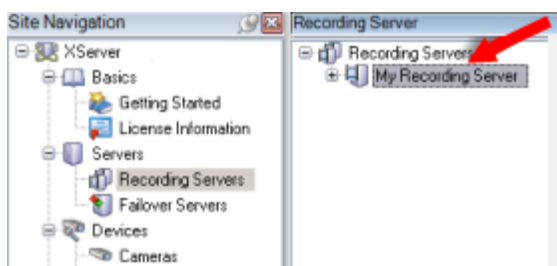 Site Navigation
XServer
Basics
Getting Started
License Information
Servers
Recording Servers
Failover Servers
Devices
Cameras
Recording Server
Recording Servers
My Recording Server